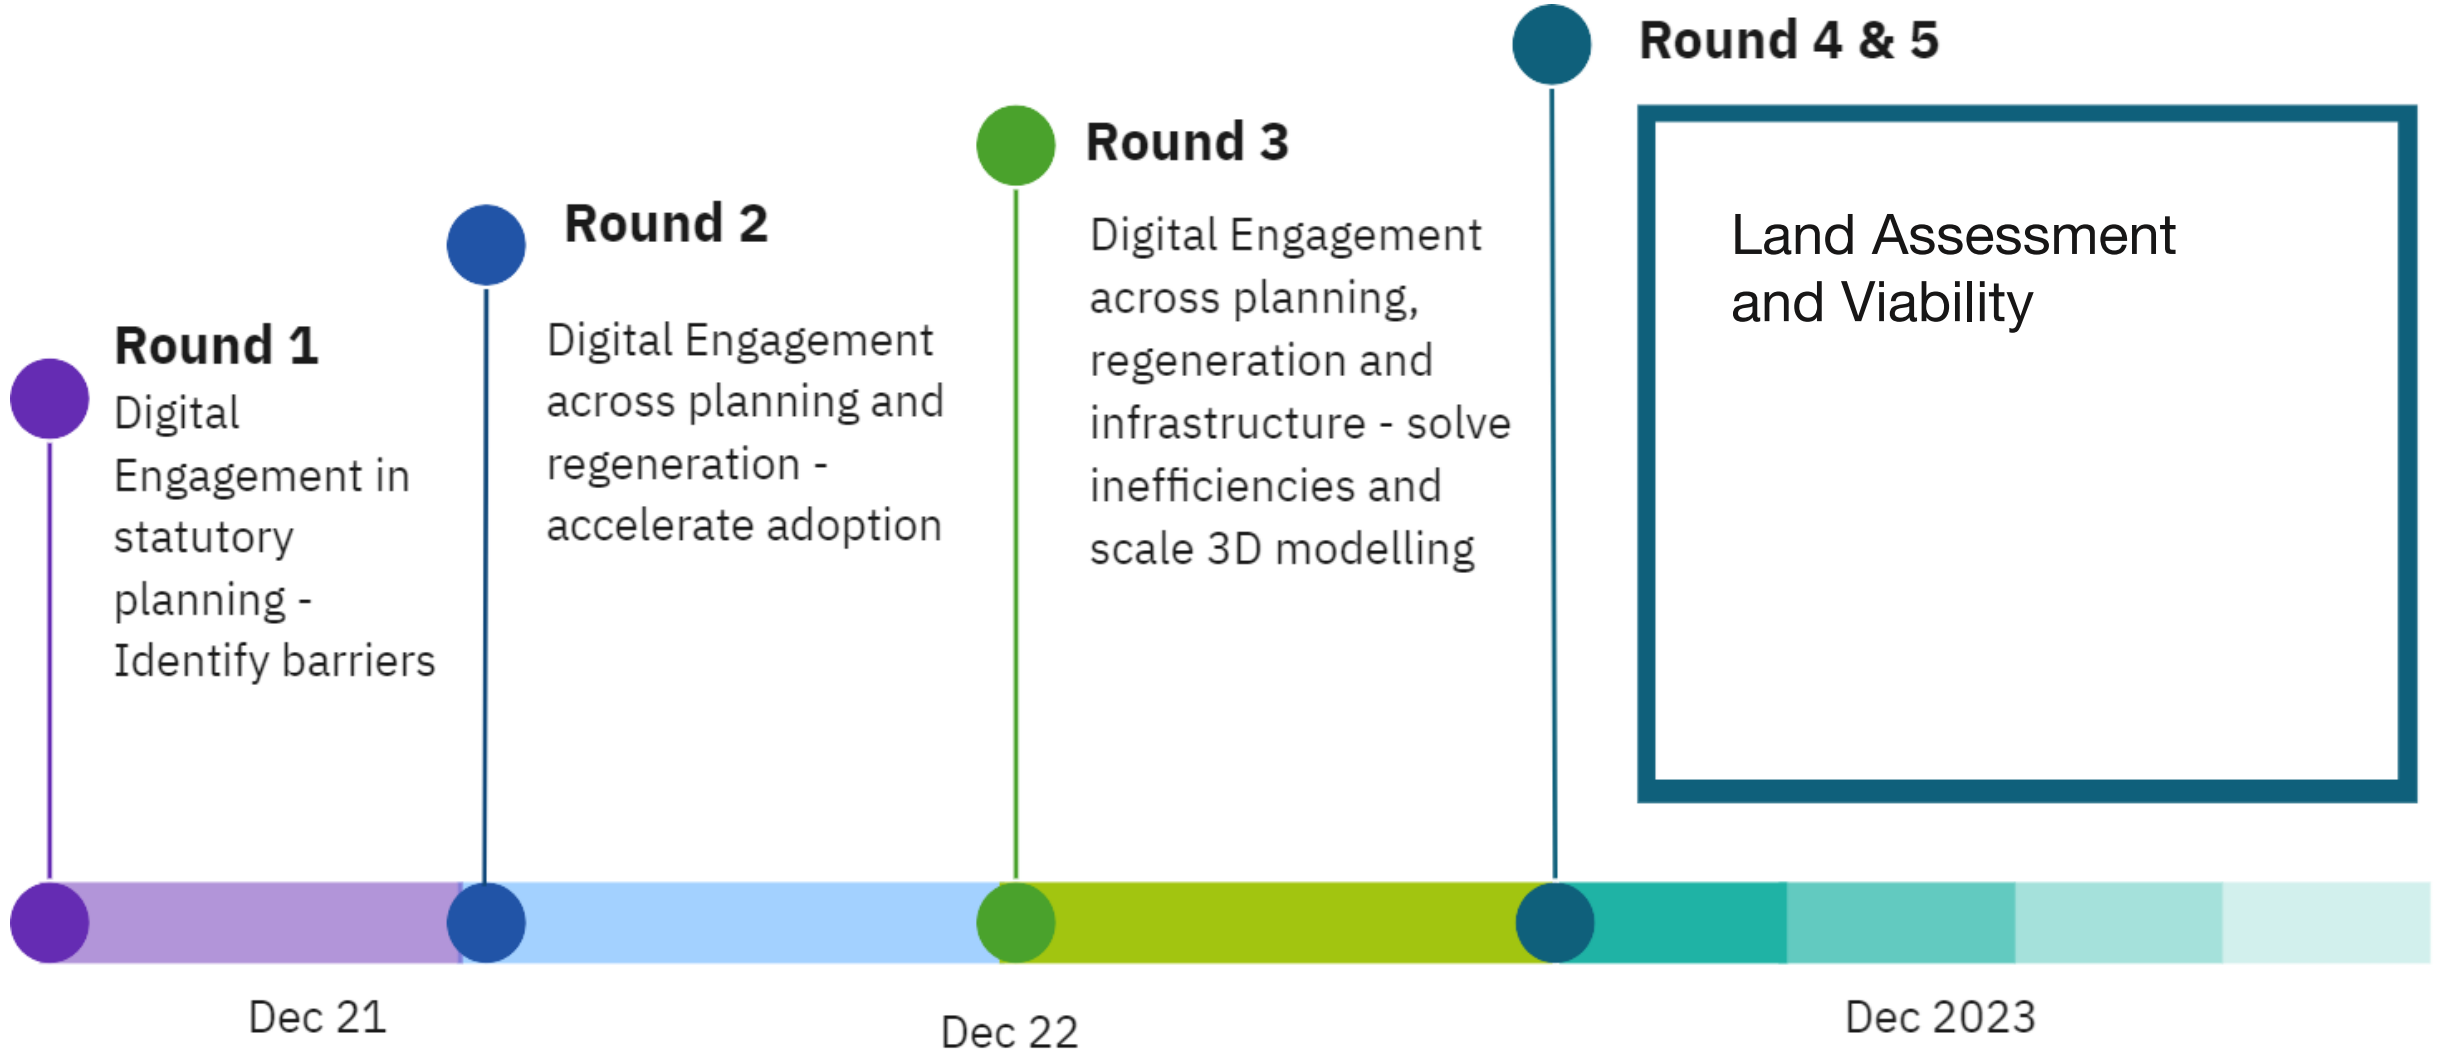 Round 1
Digital
Engagement in
statutory
planning -
Identify barriers
Round 2
Digital Engagement
across planning and
regeneration -
accelerate adoption
Round 3
Digital Engagement
across planning,
regeneration and
infrastructure - solve
inefficiencies and
scale 3D modelling
Round 4 & 5
Land Assessment
and Viability
Dec 21
Dec 22
Dec 2023